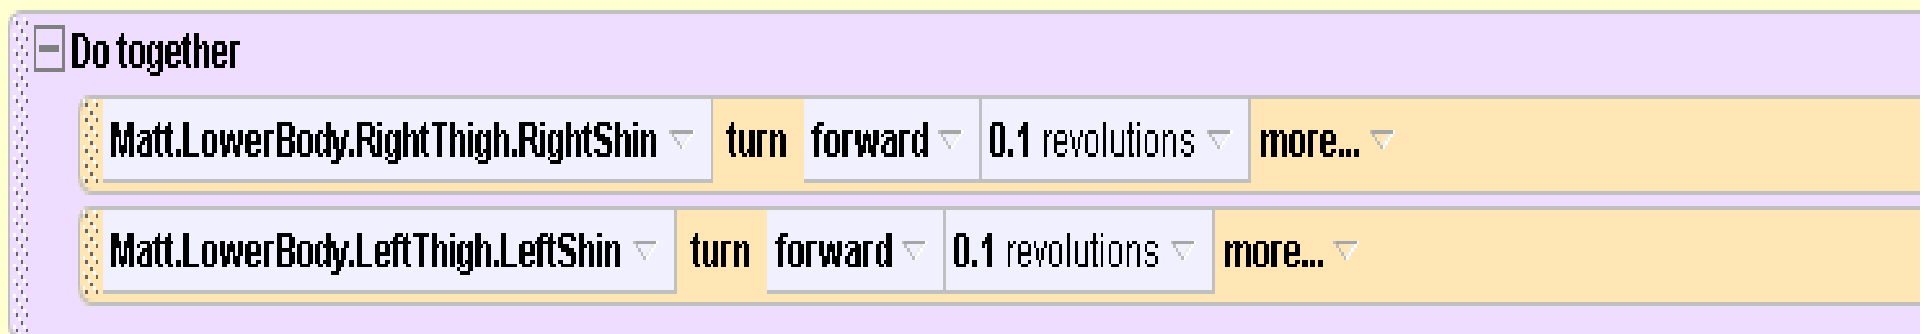 Do together
Matt.LowerBody.RightThigh.RightShin turn forward 0.1 revolutions more...
Matt.LowerBody.LeftThigh.LeftShin turn forward 0.1 revolutions more...